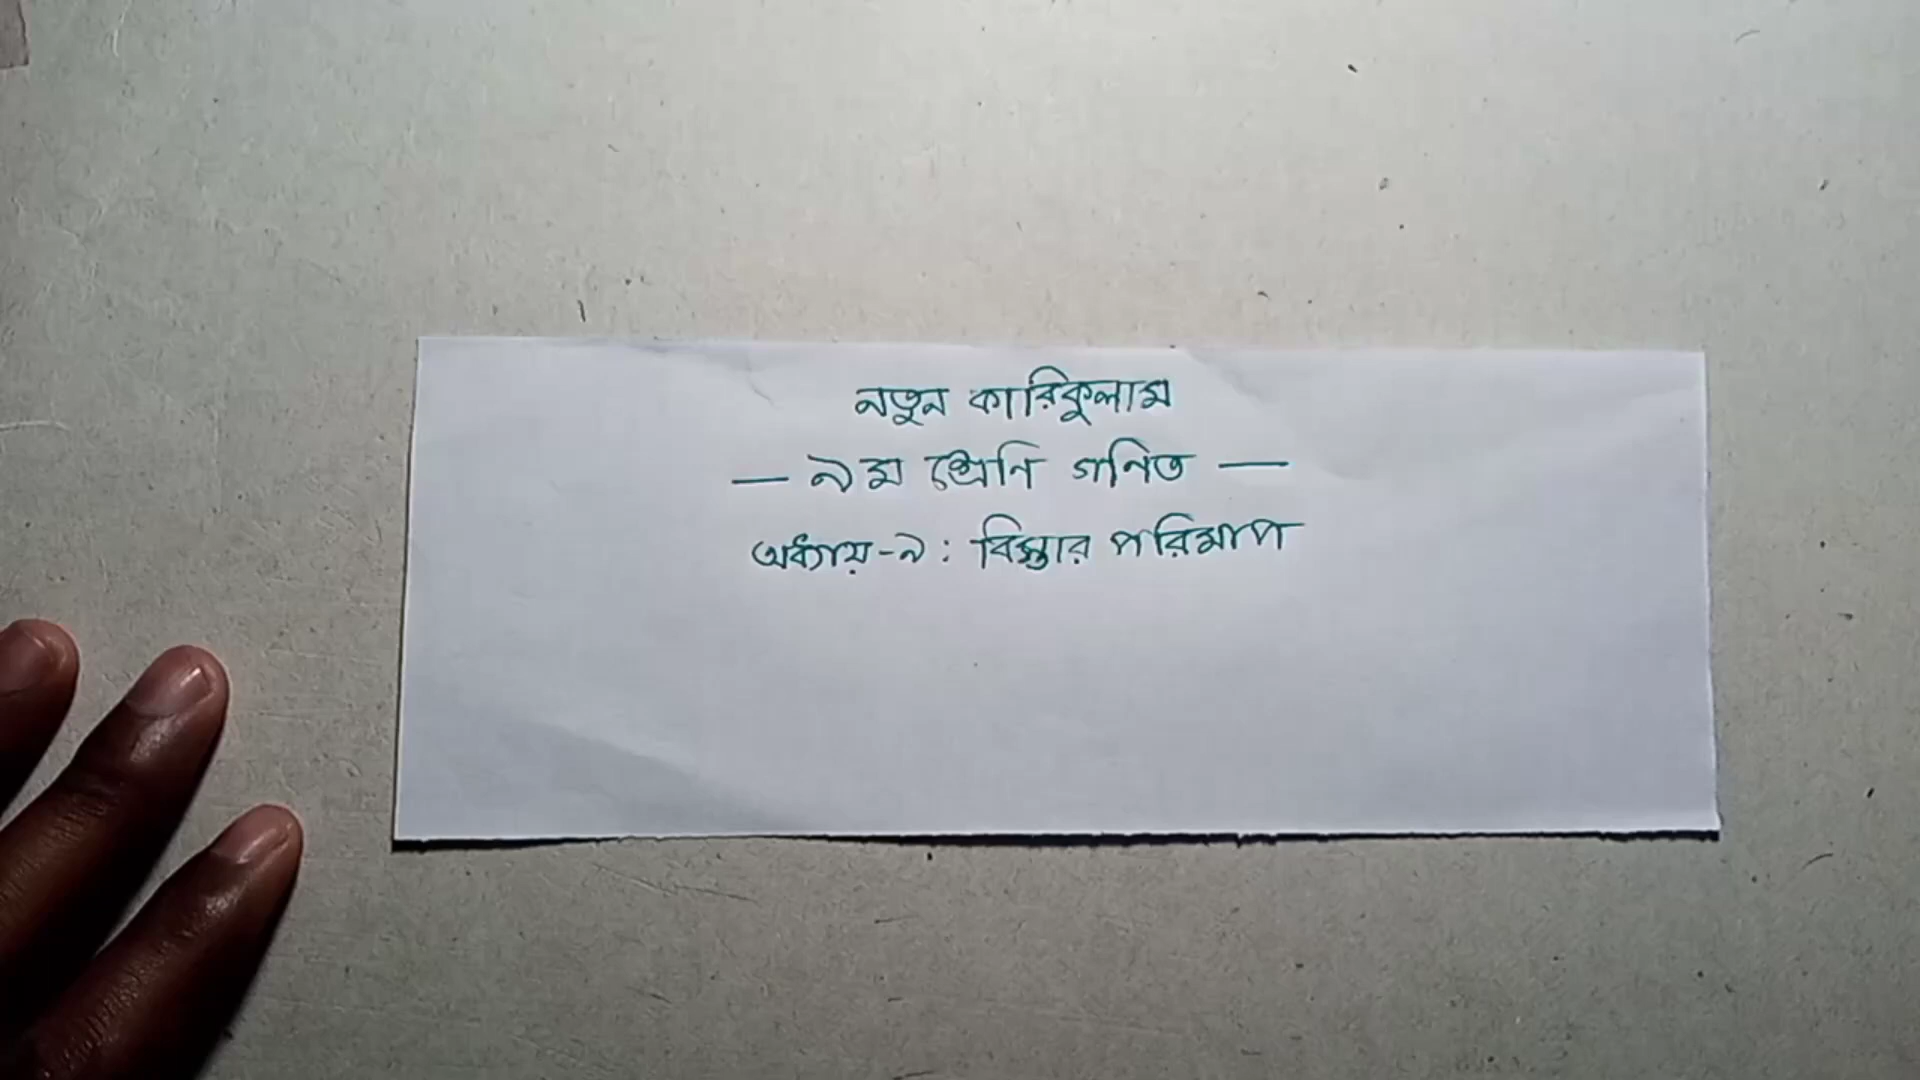 নতুন কারিকুলাম
— ৯ম শ্রেনি গনিত —
অধ্যায়-৯: বিস্তার পরিমাপ